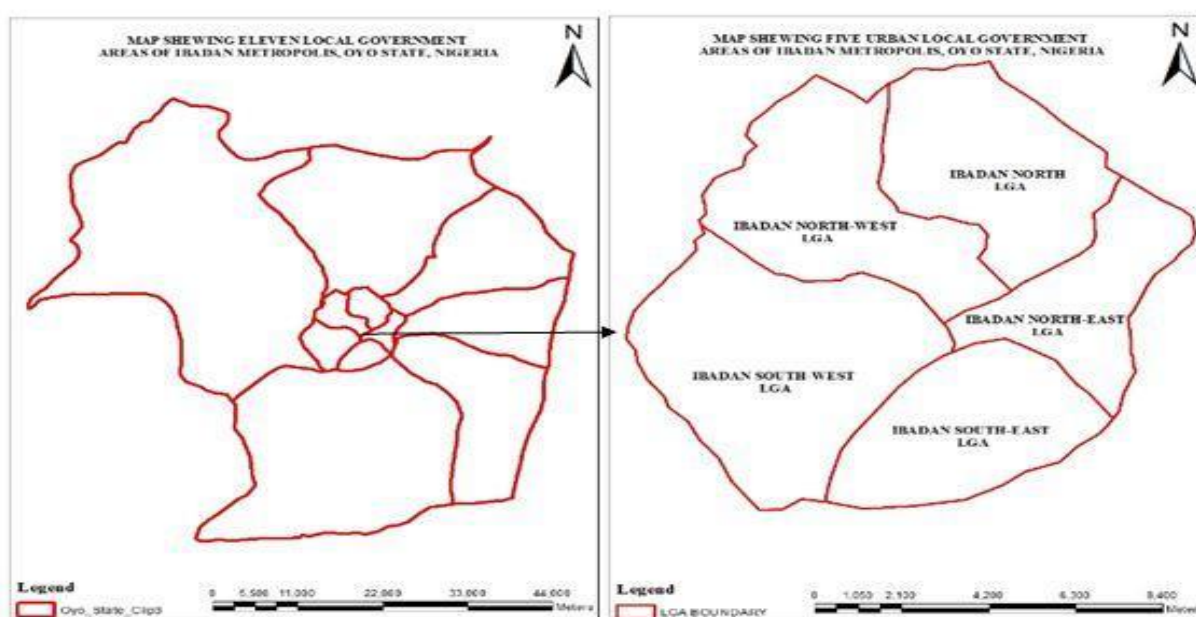 MAP SHEWING ELEVEN LOCAL GOVERNMENT
AREAS OF IBADAN METROPOLIS, OYO STATE, NIGERIA
N
Legend
Oyo_State_Clip3
0 5,500 11,000 22,000 33,000 44,000
Meters
MAP SHEWING FIVE URBAN LOCAL GOVERNMENT
AREAS OF IBADAN METROPOLIS, OYO STATE, NIGERIA
N
IBADAN NORTH
LGA
IBADAN NORTH-WEST
LGA
IBADAN NORTH-EAST
LGA
IBADAN SOUTH-WEST
LGA
IBADAN SOUTH-EAST
LGA
Legend
LGA BOUNDARY
0 1,050 2,100 4,200 6,300 8,400
Meters